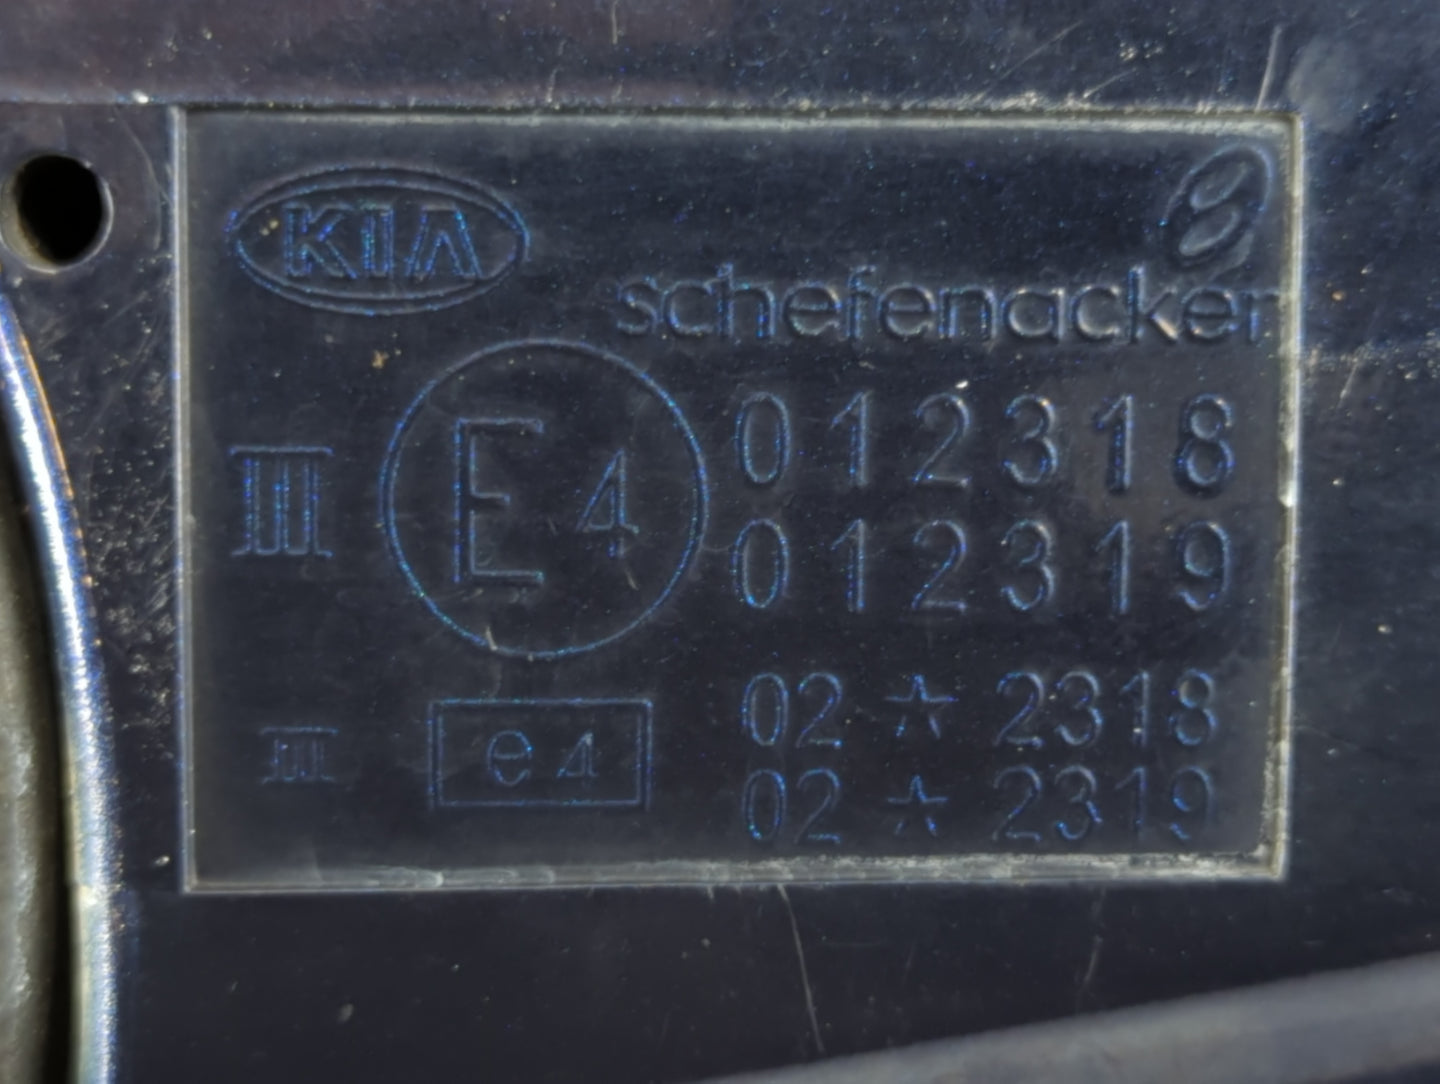 KIA
schefenacker
III E4 012318
012319
III e4 02 ☆ 2318
02 ☆ 2319